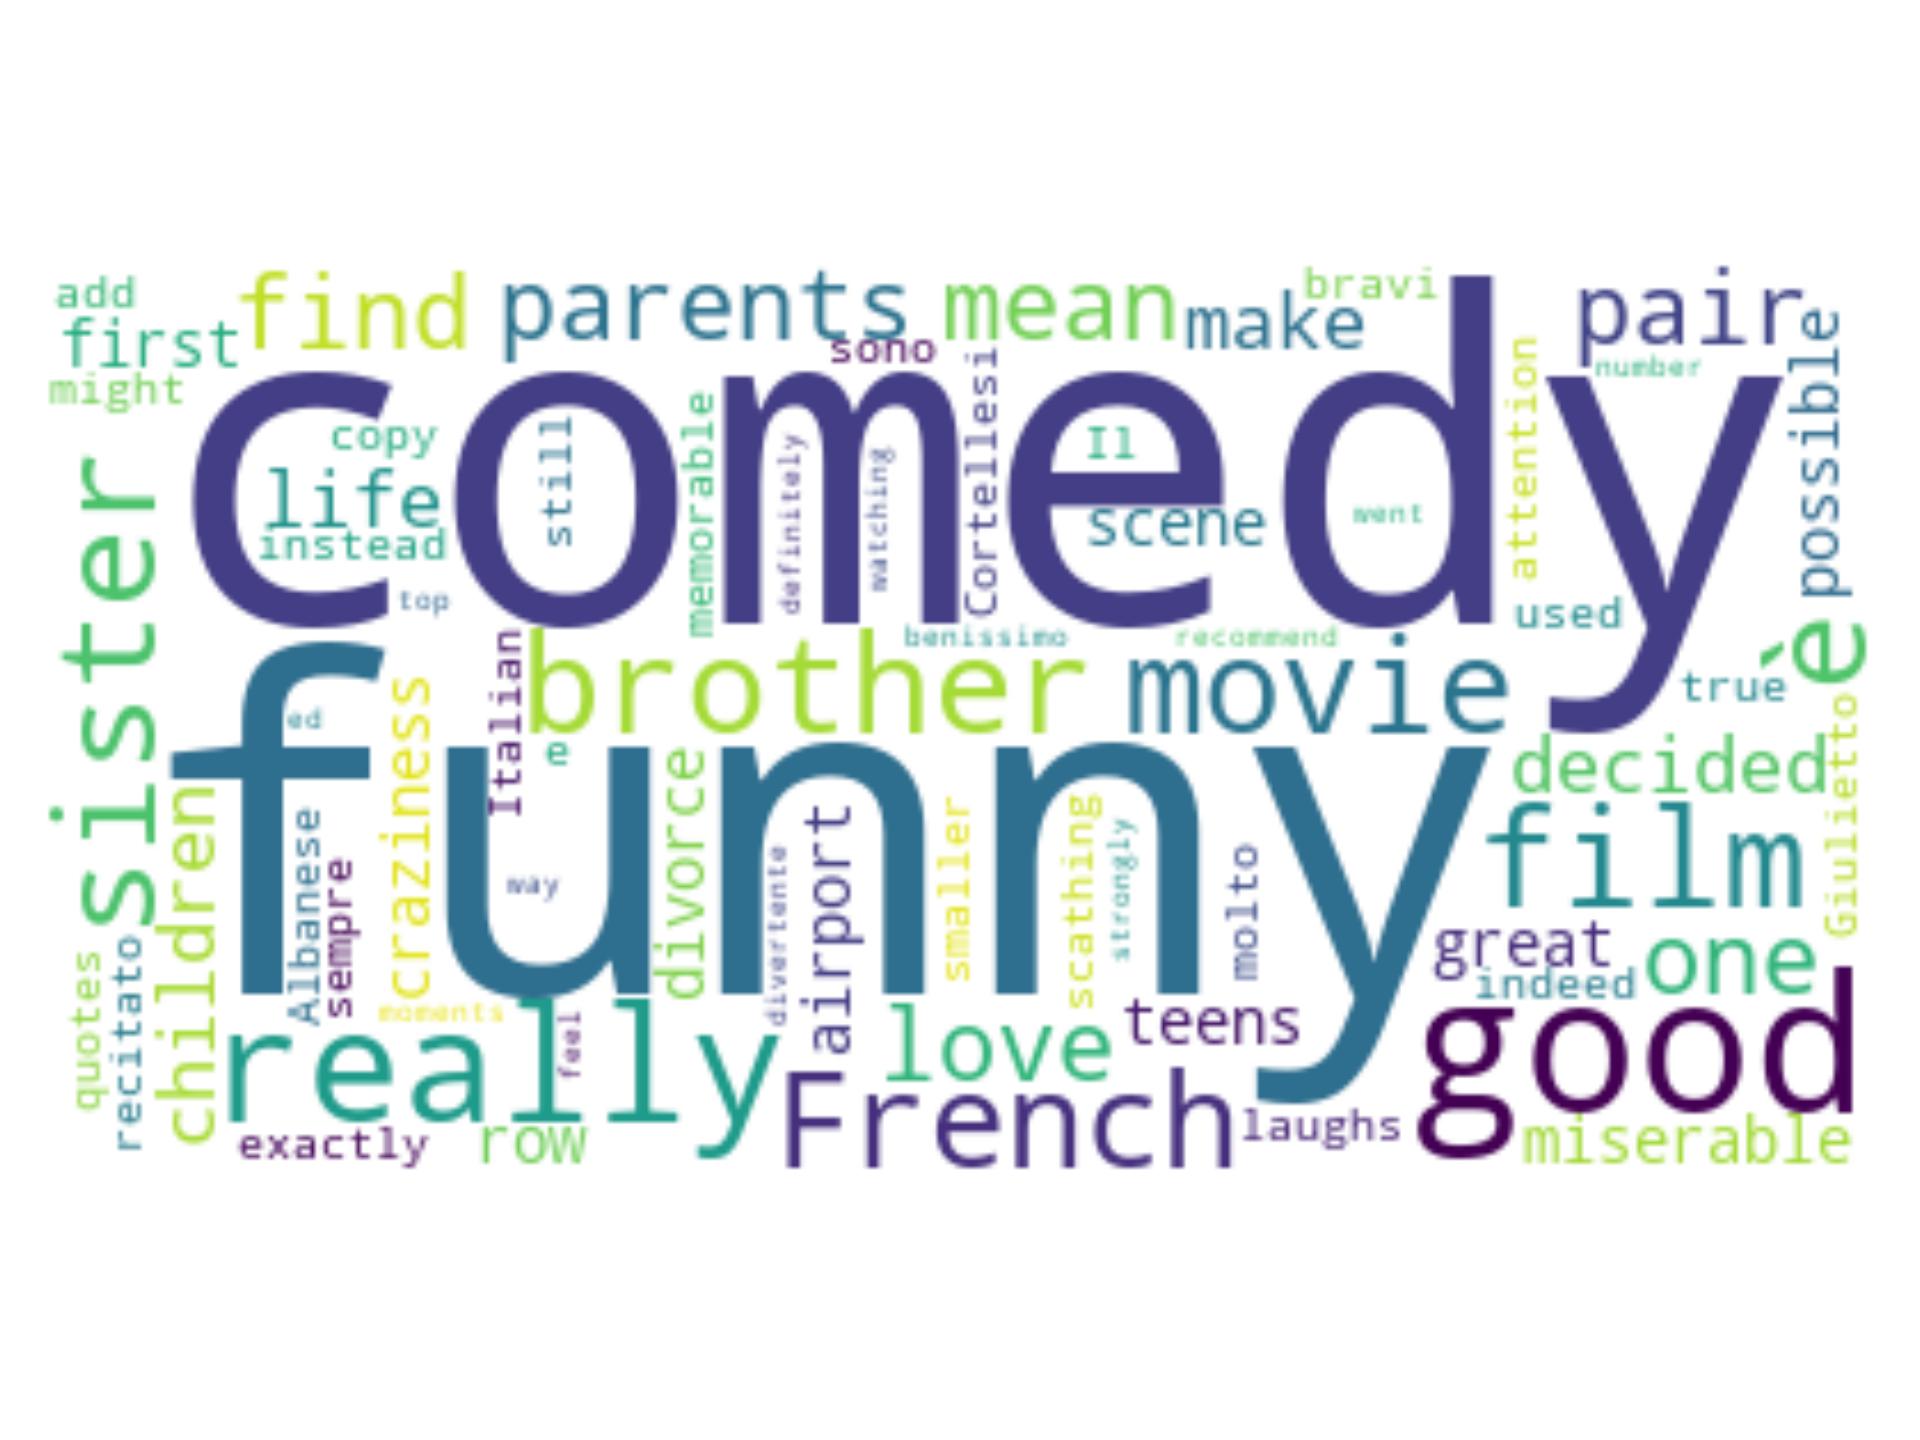 add
find
parents
mean
bravi
make
pair
first
sono
number
might
comedy
possible
copy
still
memorable
definitely
watching
Cortellesi
Il
attention
life
scene
went
instead
top
used
sister
benissimo
recommend
Italian
brother
movie
true
è
ed
craziness
e
divorce
decided
Giulietto
funny
children
Albanese
sempre
way
divertente
airport
smaller
scathing
strongly
molto
film
great
one
indeed
quotes
recitato
moments
really
feel
love
teens
good
French
laughs
exactly
row
miserable